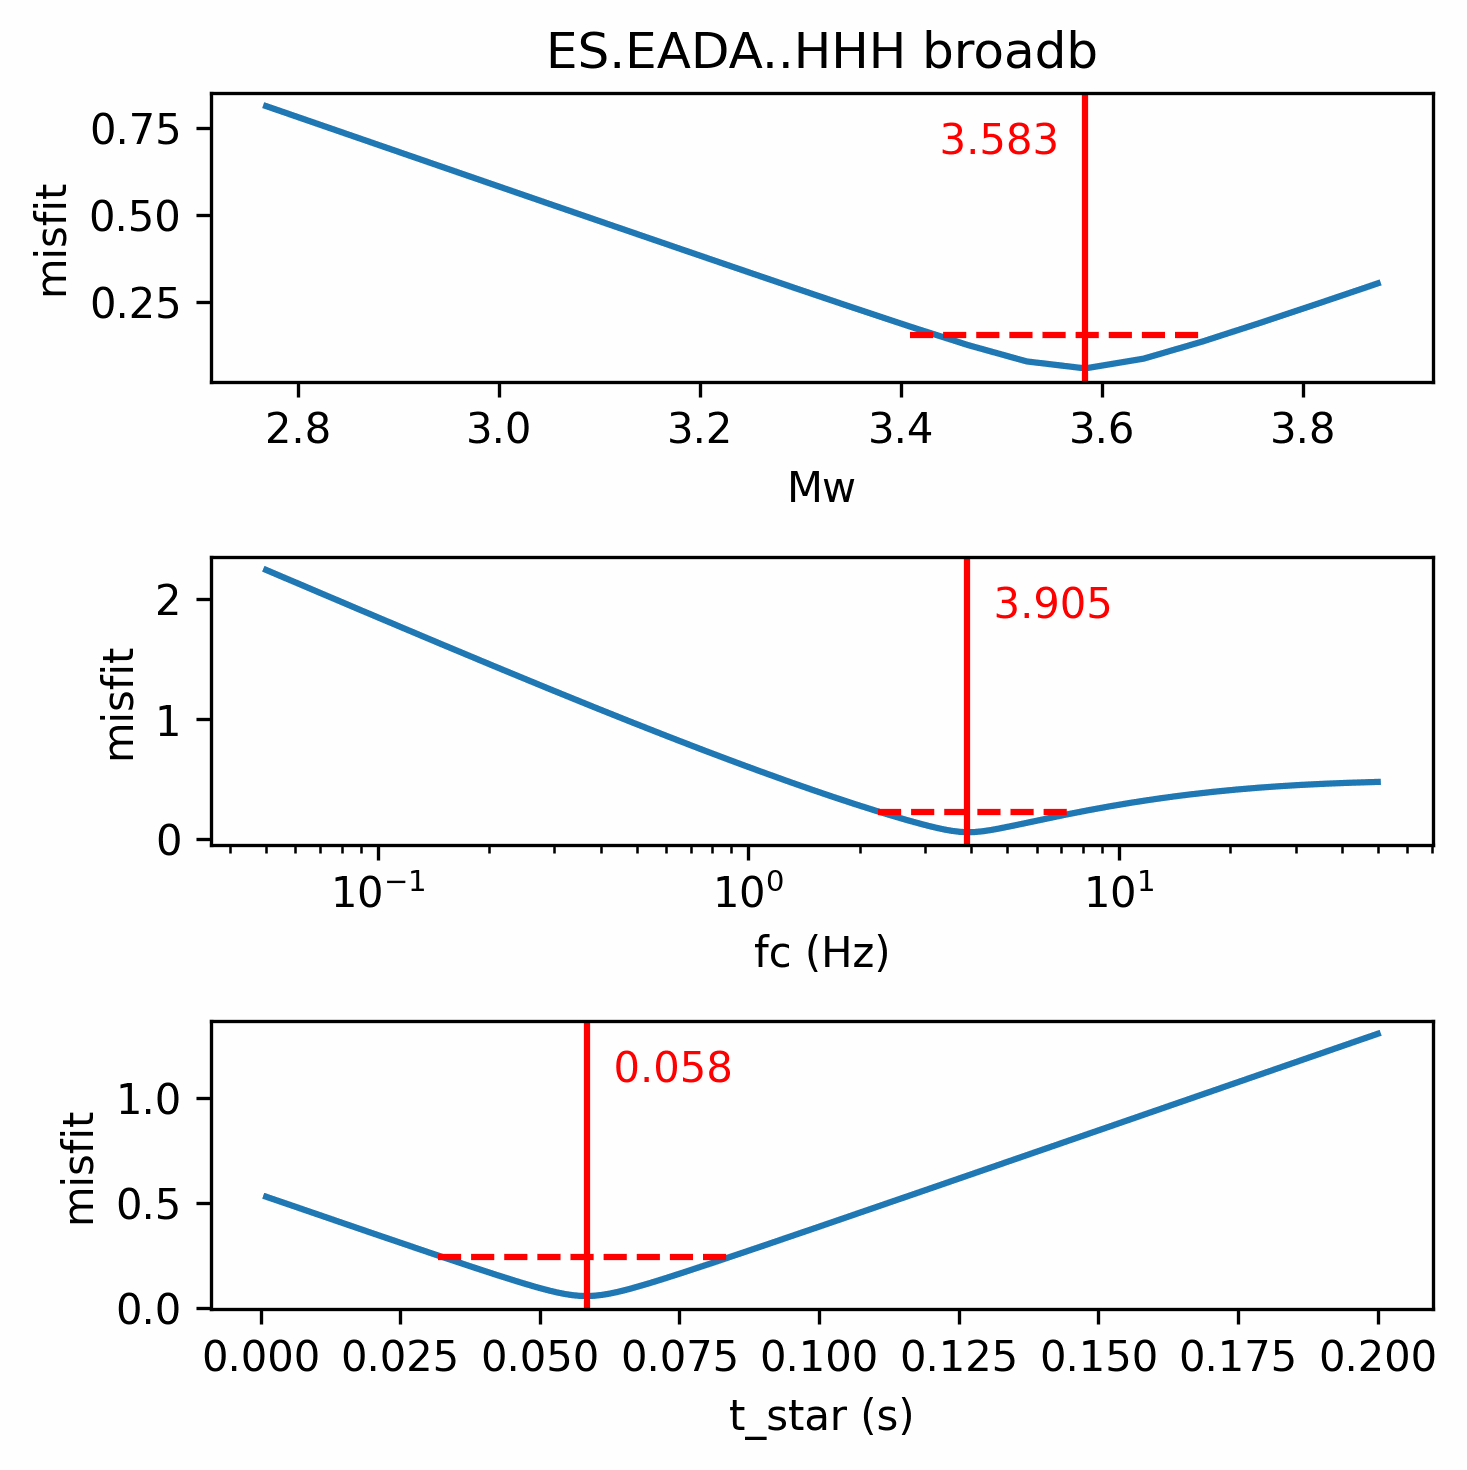 ES.EADA..HHH broadb
3.583
0.75
0.50
0.25
misfit
2.8 3.0 3.2 3.4 3.6 3.8
Mw
3.905
2
1
0
misfit
10⁻¹ 10⁰ 10¹
fc (Hz)
0.058
1.0
0.5
0.0
misfit
0.000 0.025 0.050 0.075 0.100 0.125 0.150 0.175 0.200
t_star (s)